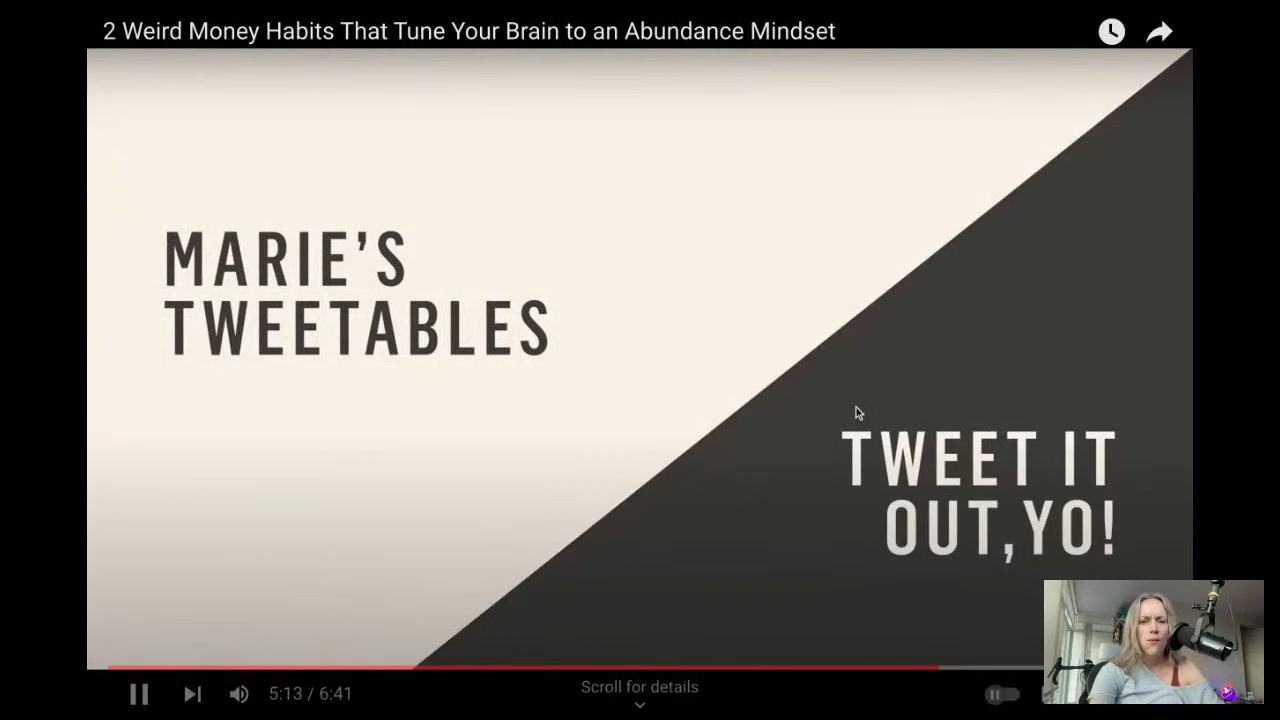 2 Weird Money Habits That Tune Your Brain to an Abundance Mindset
MARIE'S
TWEETABLES
TWEET IT
OUT,YO!
5:13 / 6:41
Scroll for details